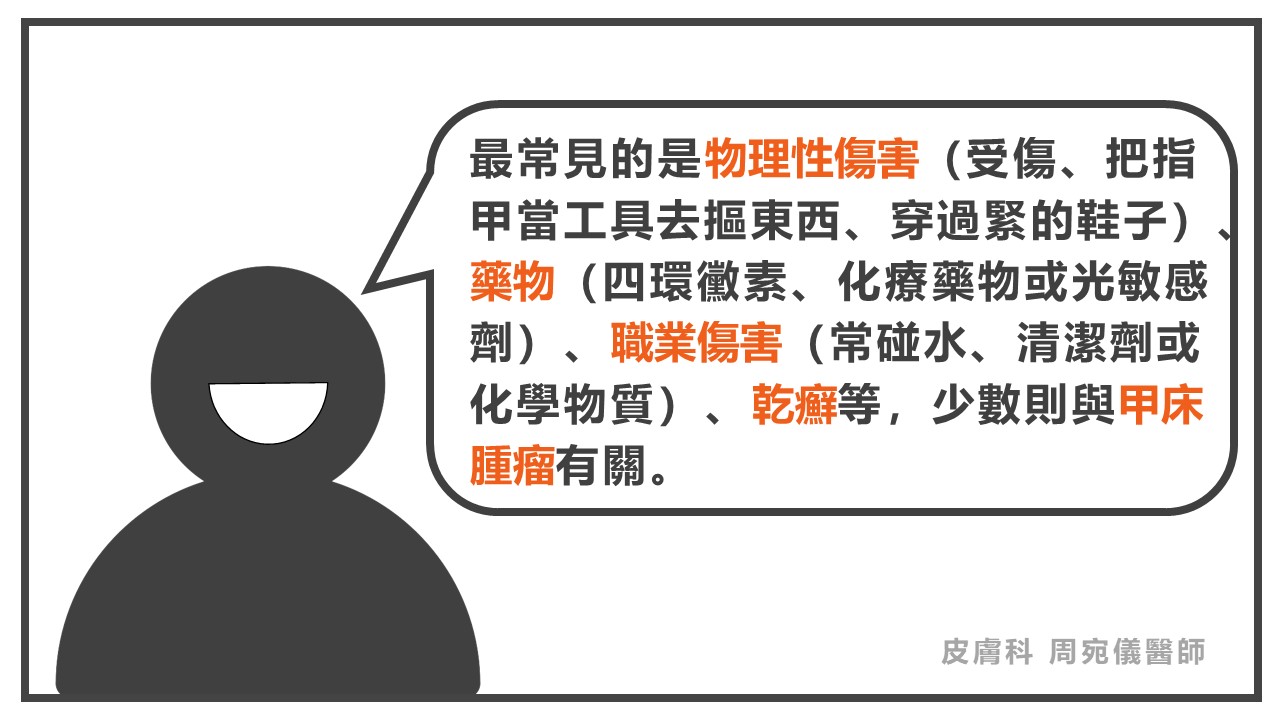 最常見的是物理性傷害（受傷、把指
甲當工具去摳東西、穿過緊的鞋子）、
藥物（四環黴素、化療藥物或光敏感
劑）、職業傷害（常碰水、清潔劑或
化學物質）、乾癬等，少數則與甲床
腫瘤有關。
皮膚科 周宛儀醫師